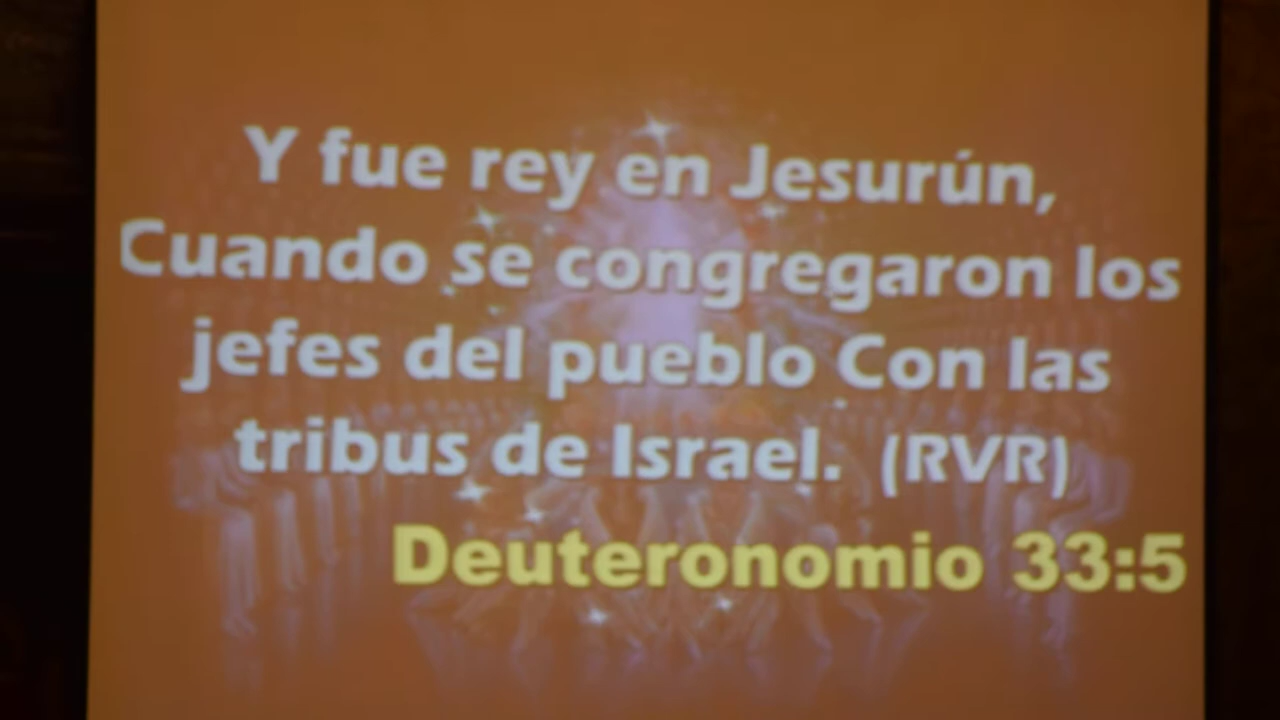 Y fue rey en Jesurún,
Cuando se congregaron los
jefes del pueblo Con las
tribus de Israel. (RVR)
Deuteronomio 33:5